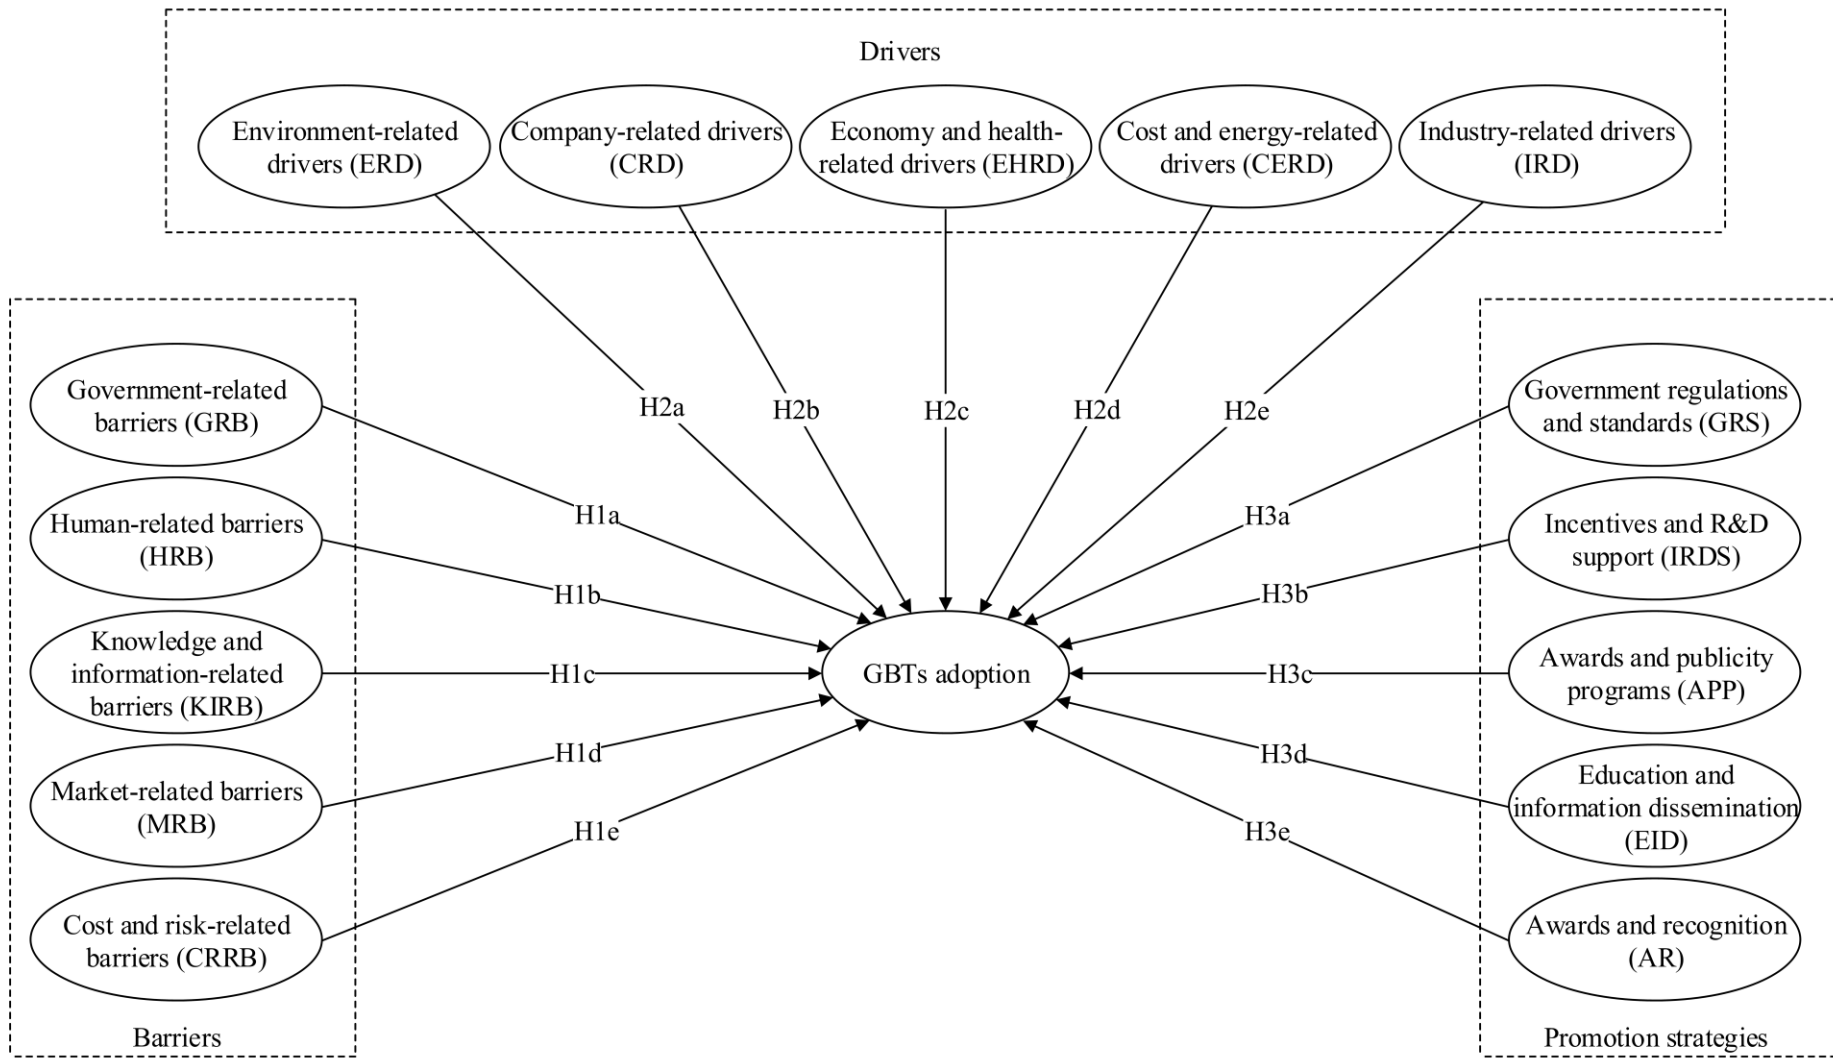 Drivers
Environment-related
drivers (ERD)
Company-related drivers
(CRD)
Economy and health-
related drivers (EHRD)
Cost and energy-related
drivers (CERD)
Industry-related drivers
(IRD)
H2a
H2b
H2c
H2d
H2e
Government-related
barriers (GRB)
Human-related barriers
(HRB)
Knowledge and
information-related
barriers (KIRB)
Market-related barriers
(MRB)
Cost and risk-related
barriers (CRRB)
Barriers
H1a
H1b
H1c
H1d
H1e
GBTs adoption
H3a
H3b
H3c
H3d
H3e
Government regulations
and standards (GRS)
Incentives and R&D
support (IRDS)
Awards and publicity
programs (APP)
Education and
information dissemination
(EID)
Awards and recognition
(AR)
Promotion strategies